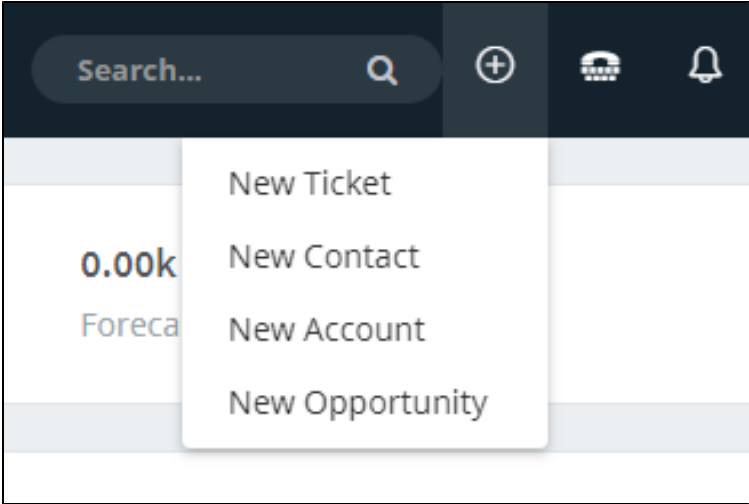 Search...
New Ticket
0.00k
New Contact
Foreca
New Account
New Opportunity